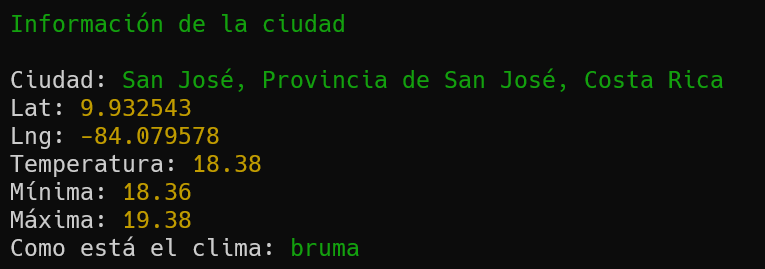 Información de la ciudad
Ciudad: San José, Provincia de San José, Costa Rica
Lat: 9.932543
Lng: -84.079578
Temperatura: 18.38
Mínima: 18.36
Máxima: 19.38
Como está el clima: bruma